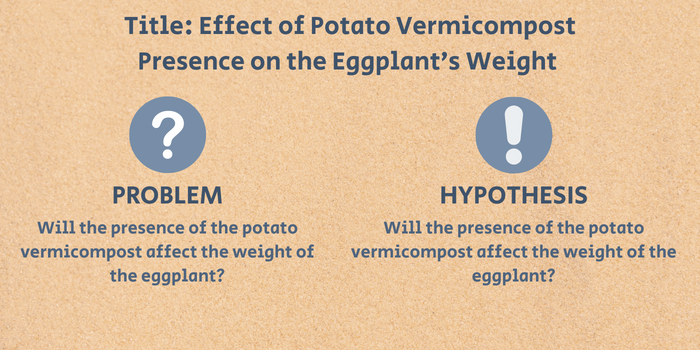 Title: Effect of Potato Vermicompost
Presence on the Eggplant's Weight
?
!
PROBLEM
HYPOTHESIS
Will the presence of the potato
vermicompost affect the weight of
the eggplant?
Will the presence of the potato
vermicompost affect the weight of the
eggplant?